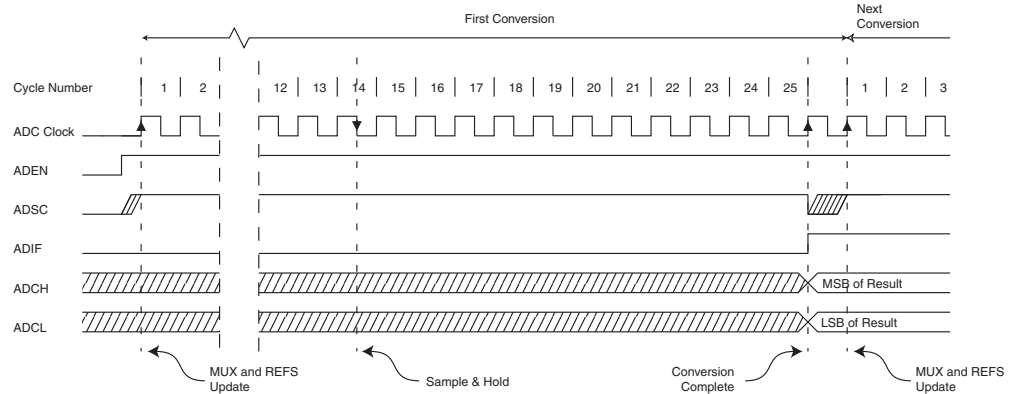 First Conversion
Next
Conversion
Cycle Number 1 2 12 13 14 15 16 17 18 19 20 21 22 23 24 25 1 2 3
ADC Clock
ADEN
ADSC
ADIF
ADCH MSB of Result
ADCL LSB of Result
MUX and REFS
Update
Sample & Hold
Conversion
Complete
MUX and REFS
Update